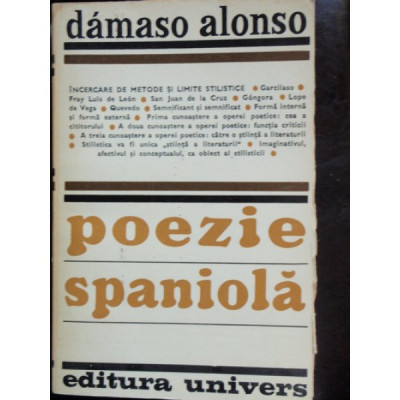 dámaso alonso
ÎNCERCARE DE METODE ȘI LIMITE STILISTICE ● Garcilaso ●
Fray Luis de León ● San Juan de la Cruz ● Góngora ● Lope
de Vega ● Quevedo ● Semnificant și semnificat ● Formă internă
și formă externă ● Prima cunoaștere a operei poetice: cea a
cititorului ● A doua cunoaștere a operei poetice: funcția criticii
● A treia cunoaștere a operei poetice: către o știință a literaturii
● Stilistica va fi unica „știință a literaturii" ● Imaginativul,
afectivul și conceptualul, ca obiect al stilisticii ●
poezie
spaniolă
editura univers